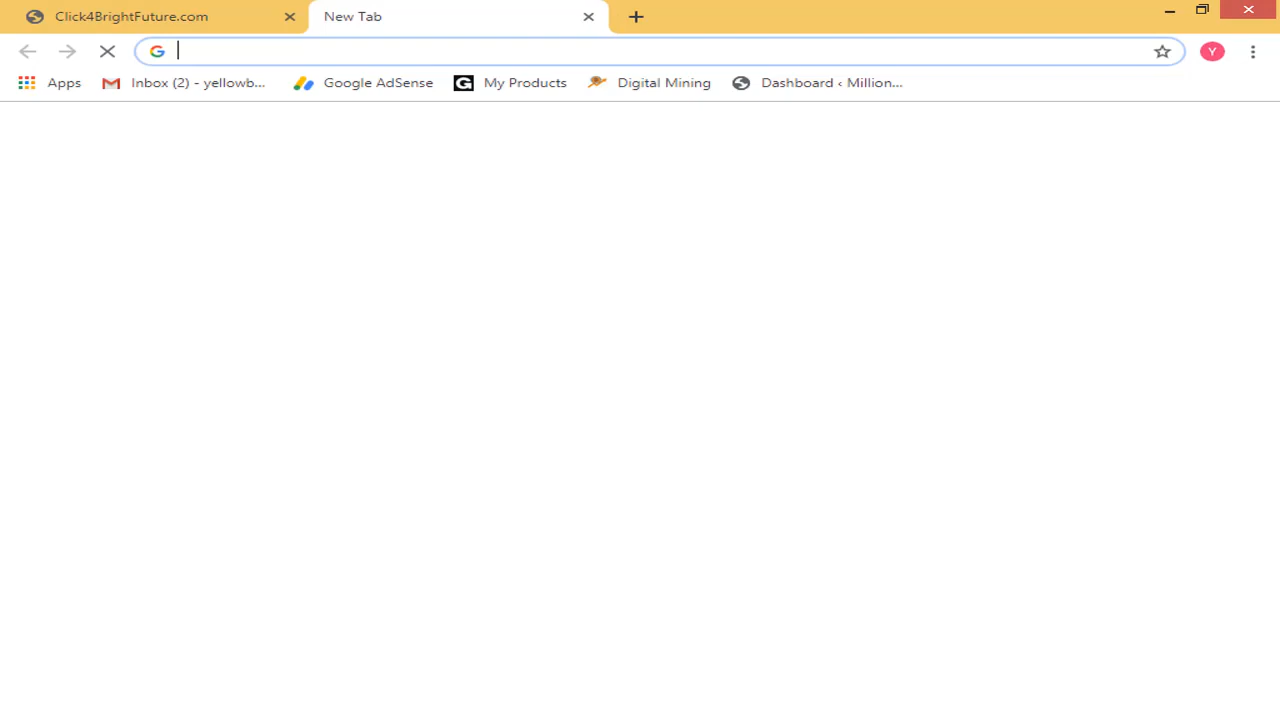 Click4BrightFuture.com New Tab
Y
Apps Inbox (2) - yellowb... Google AdSense G My Products Digital Mining Dashboard ‹ Million...